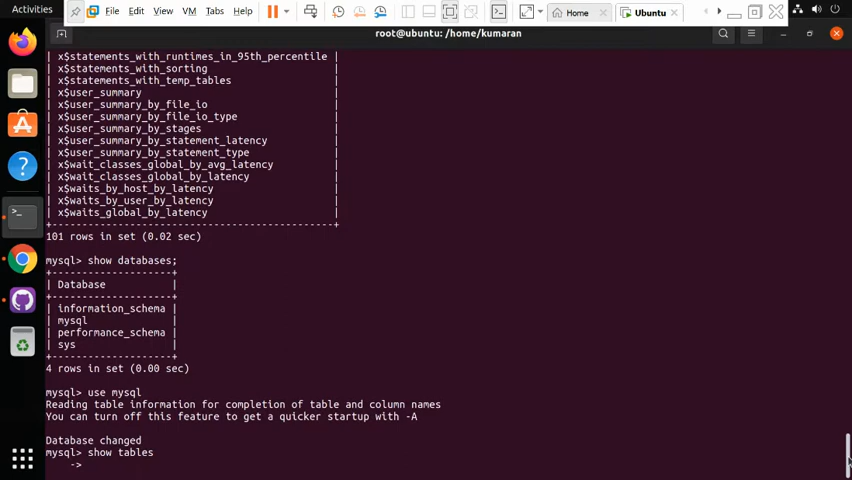 Activities
File Edit View VM Tabs Help
Home
Ubuntu
root@ubuntu: /home/kumaran
| x$statements_with_runtimes_in_95th_percentile |
| x$statements_with_sorting |
| x$statements_with_temp_tables |
| x$user_summary |
| x$user_summary_by_file_io |
| x$user_summary_by_file_io_type |
| x$user_summary_by_stages |
| x$user_summary_by_statement_latency |
| x$user_summary_by_statement_type |
| x$wait_classes_global_by_avg_latency |
| x$wait_classes_global_by_latency |
| x$waits_by_host_by_latency |
| x$waits_by_user_by_latency |
| x$waits_global_by_latency |
+-----------------------------------------------+
101 rows in set (0.02 sec)
mysql> show databases;
+--------------------+
| Database |
+--------------------+
| information_schema |
| mysql |
| performance_schema |
| sys |
+--------------------+
4 rows in set (0.00 sec)
mysql> use mysql
Reading table information for completion of table and column names
You can turn off this feature to get a quicker startup with -A
Database changed
mysql> show tables
->